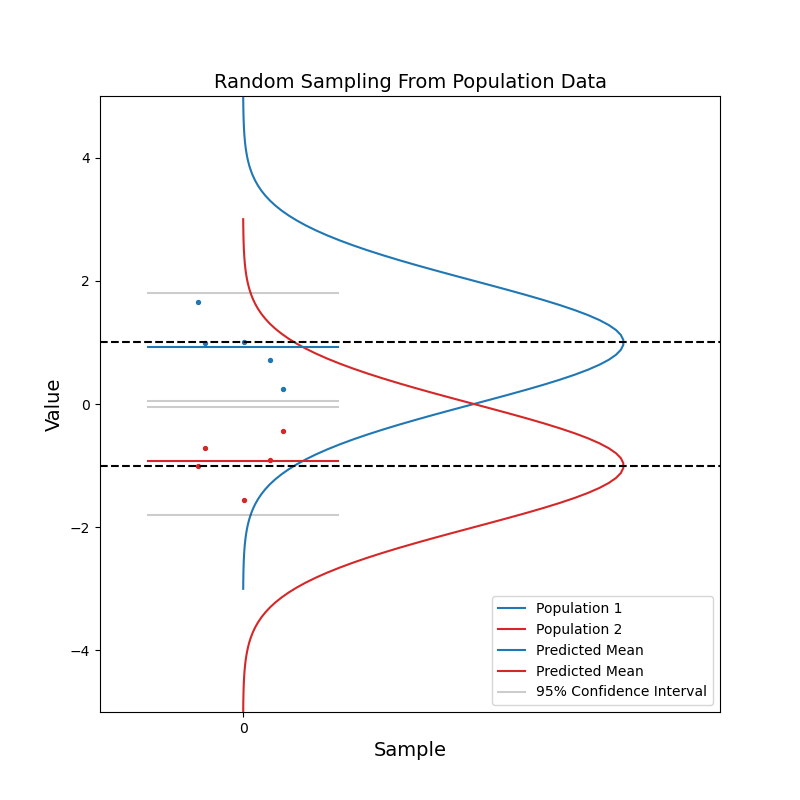 Random Sampling From Population Data
4
2
0
−2
−4
Value
0
Sample
Population 1
Population 2
Predicted Mean
Predicted Mean
95% Confidence Interval